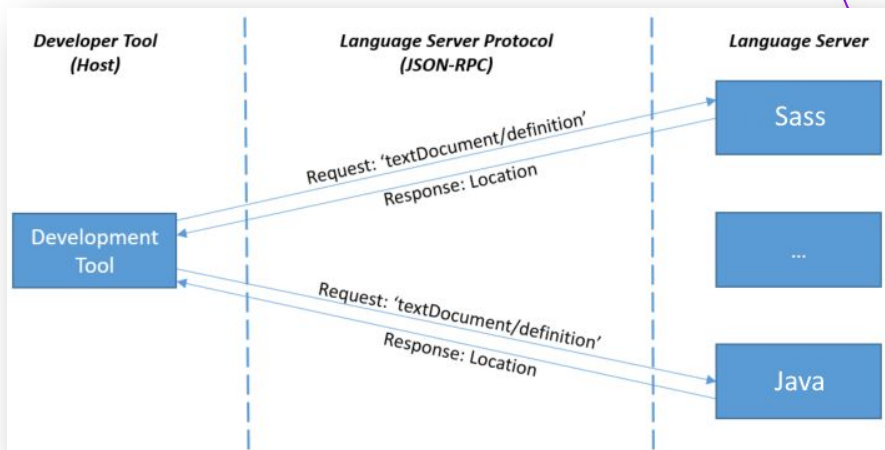 Developer Tool
(Host)
Language Server Protocol
(JSON-RPC)
Language Server
Sass
Request: 'textDocument/definition'
Response: Location
Development
Tool
...
Request: 'textDocument/definition'
Response: Location
Java